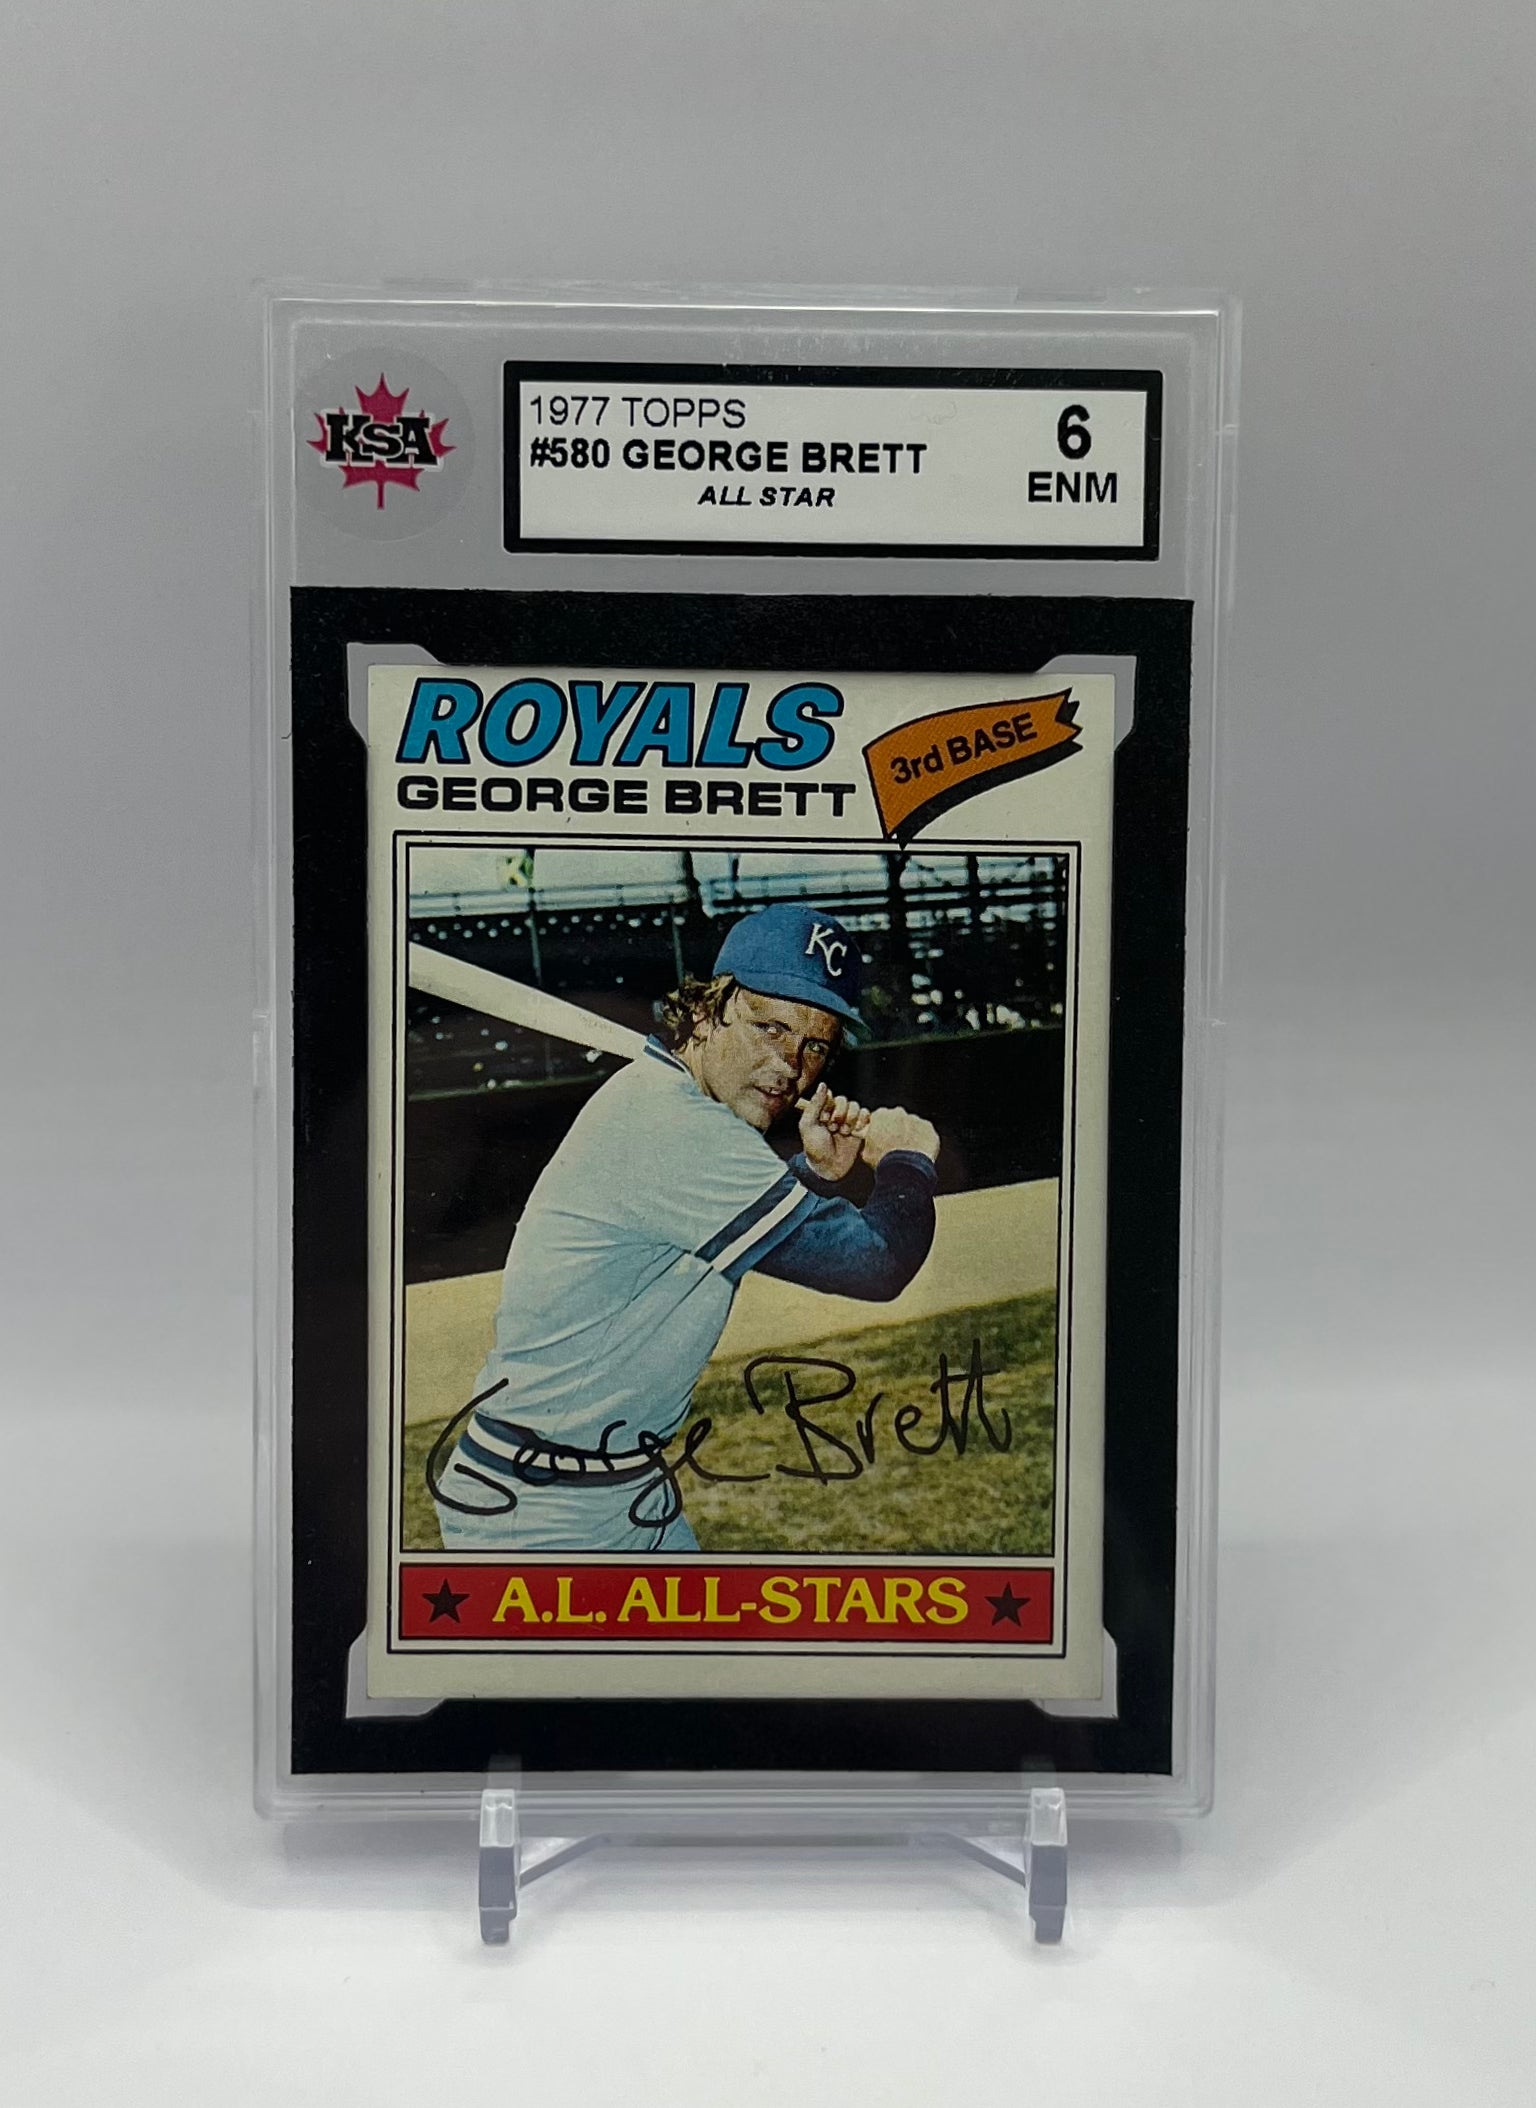 KSA
1977 TOPPS
#580 GEORGE BRETT
ALL STAR
6
ENM
ROYALS
GEORGE BRETT
3rd BASE
KC
George Brett
A.L. ALL-STARS